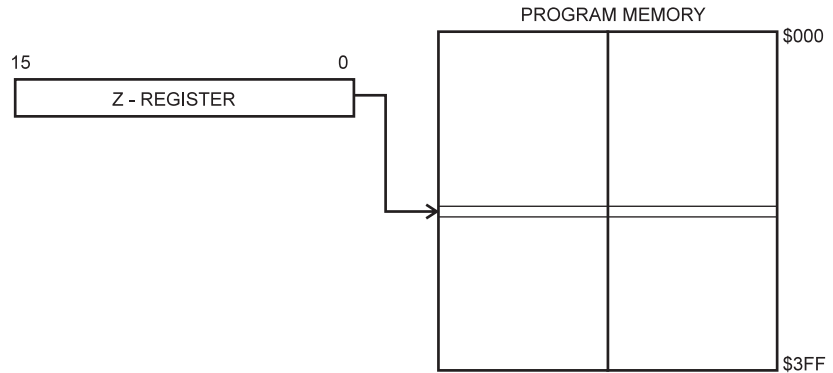 PROGRAM MEMORY
$000
15 0
Z - REGISTER
$3FF